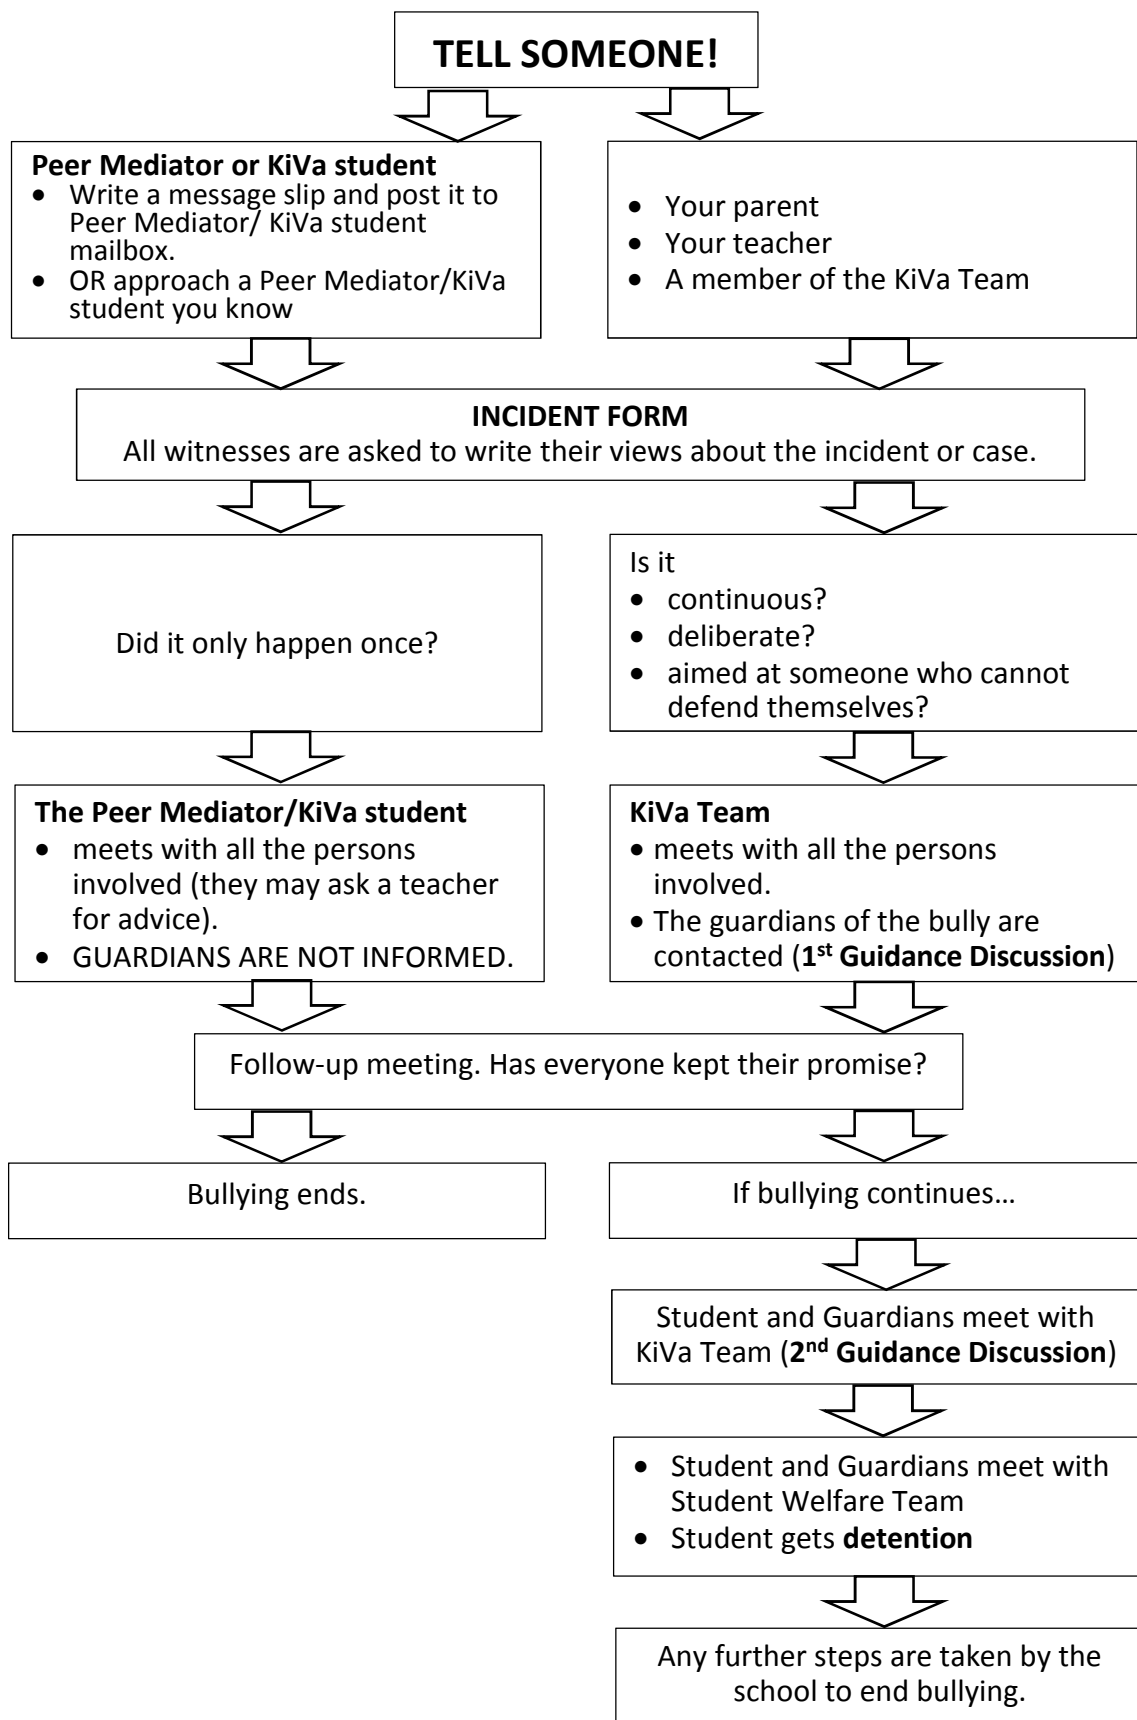 TELL SOMEONE!
Peer Mediator or KiVa student
• Write a message slip and post it to
Peer Mediator/ KiVa student
mailbox.
• OR approach a Peer Mediator/KiVa
student you know
• Your parent
• Your teacher
• A member of the KiVa Team
INCIDENT FORM
All witnesses are asked to write their views about the incident or case.
Did it only happen once?
Is it
• continuous?
• deliberate?
• aimed at someone who cannot
defend themselves?
The Peer Mediator/KiVa student
• meets with all the persons
involved (they may ask a teacher
for advice).
• GUARDIANS ARE NOT INFORMED.
KiVa Team
• meets with all the persons
involved.
• The guardians of the bully are
contacted (1st Guidance Discussion)
Follow-up meeting. Has everyone kept their promise?
Bullying ends.
If bullying continues…
Student and Guardians meet with
KiVa Team (2nd Guidance Discussion)
• Student and Guardians meet with
Student Welfare Team
• Student gets detention
Any further steps are taken by the
school to end bullying.